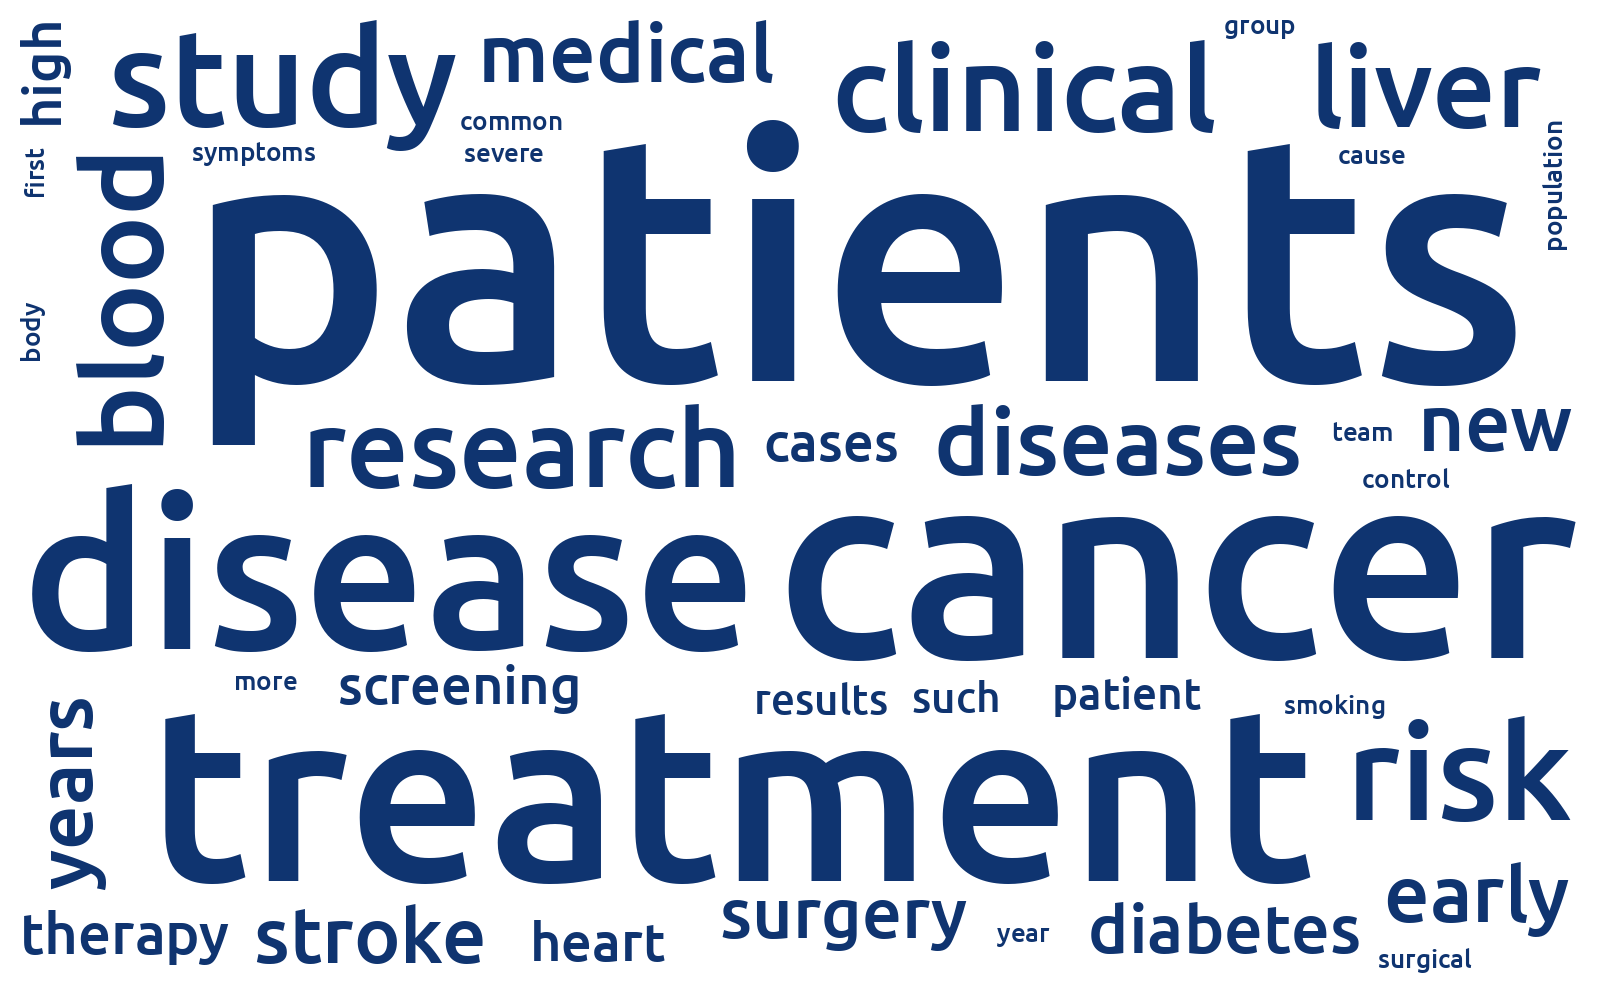 high
study
medical
clinical
group
liver
common
symptoms
severe
cause
first
population
blood
patients
body
research
cases
diseases
team
new
control
disease
cancer
more
screening
results
such
patient
smoking
years
treatment
risk
therapy
stroke
heart
surgery
year
diabetes
early
surgical